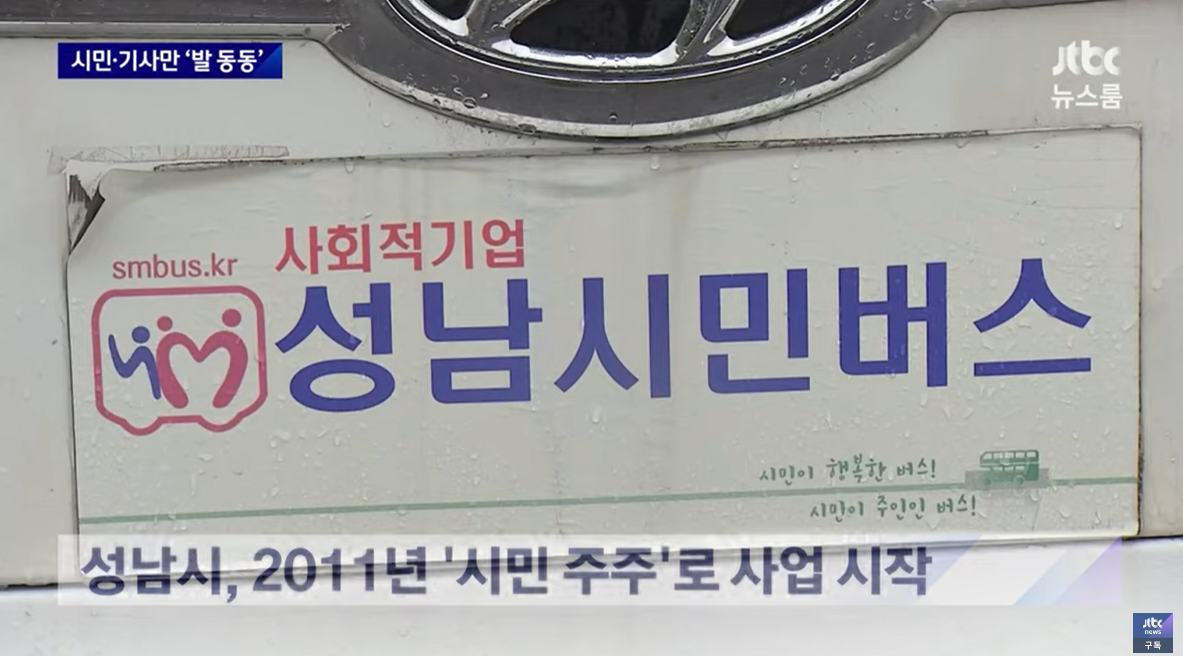 시민·기사만 ‘발 동동’
jtbc
뉴스룸
smbus.kr
사회적기업
성남시민버스
시민이 행복한 버스!
시민이 주인인 버스!
성남시, 2011년 '시민 주주'로 사업 시작
jtbc
news
구독